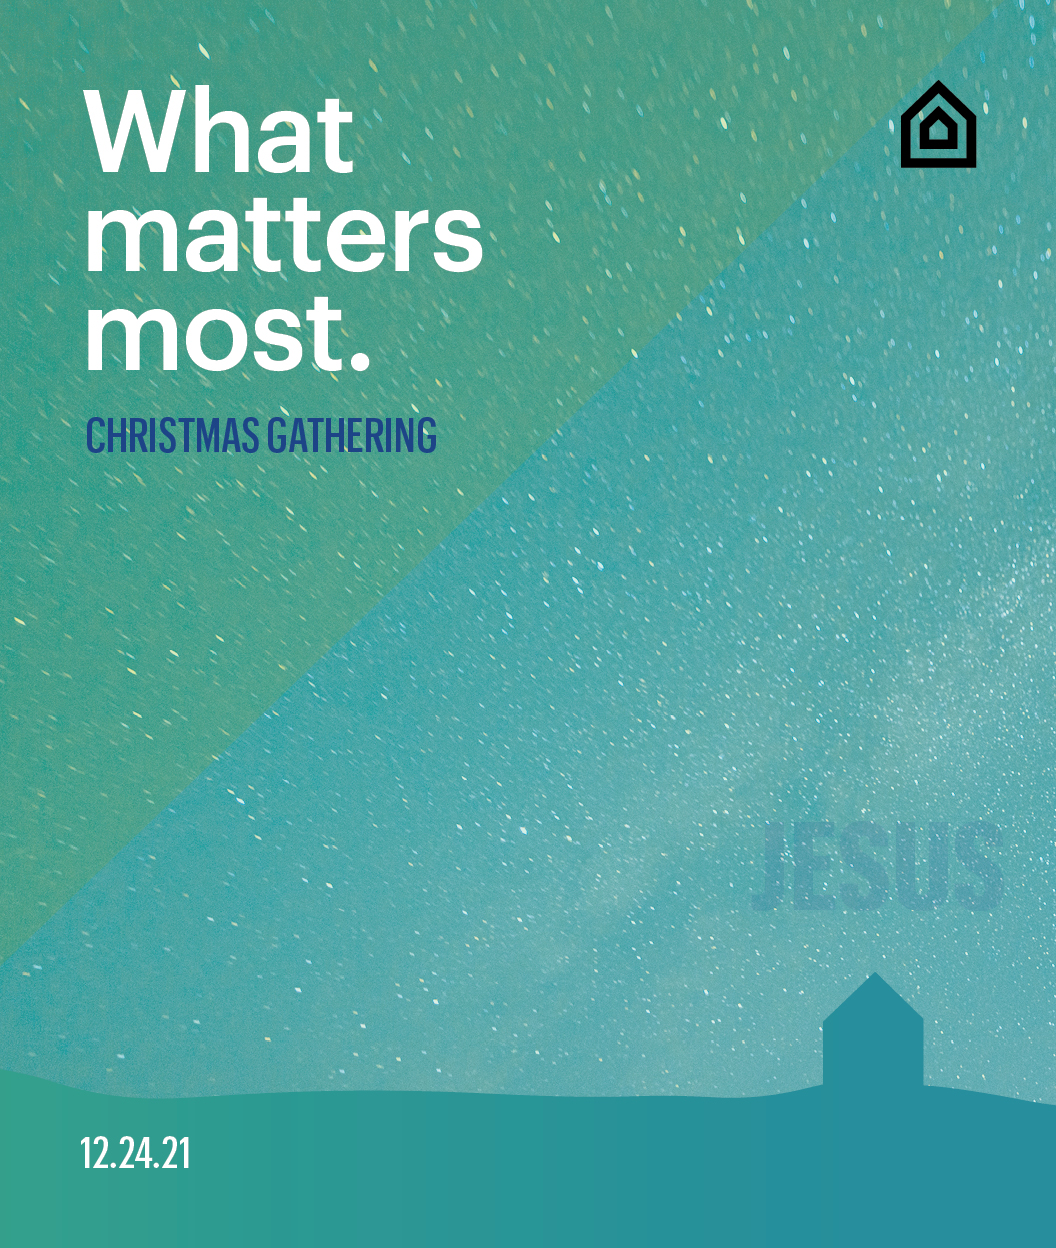 What
matters
most.
CHRISTMAS GATHERING
JESUS
12.24.21